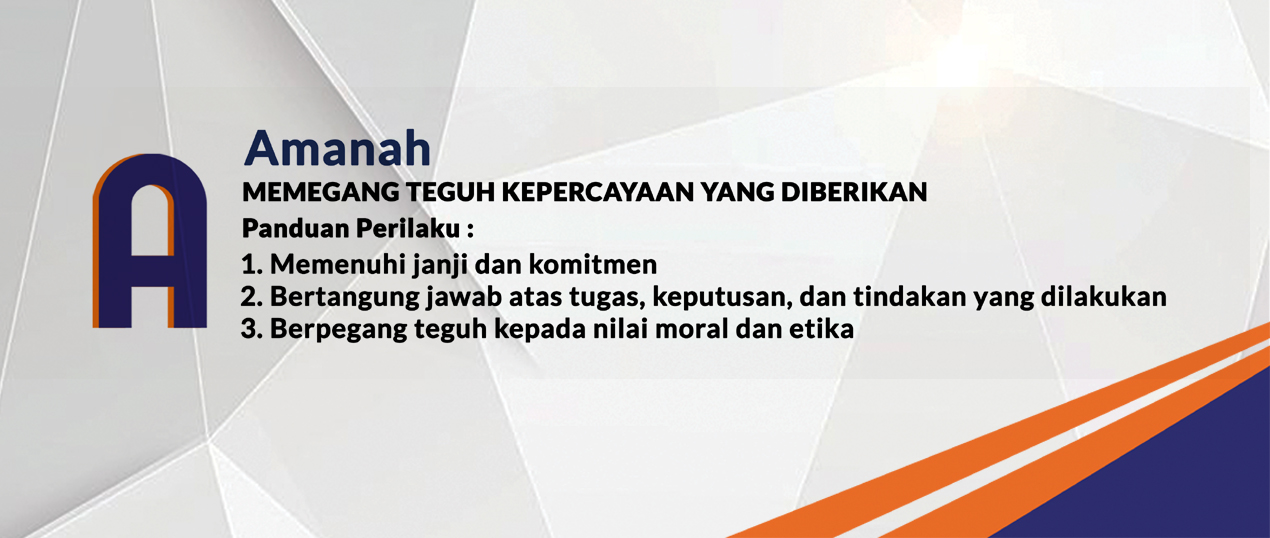 A
Amanah
MEMEGANG TEGUH KEPERCAYAAN YANG DIBERIKAN
Panduan Perilaku :
1. Memenuhi janji dan komitmen
2. Bertangung jawab atas tugas, keputusan, dan tindakan yang dilakukan
3. Berpegang teguh kepada nilai moral dan etika